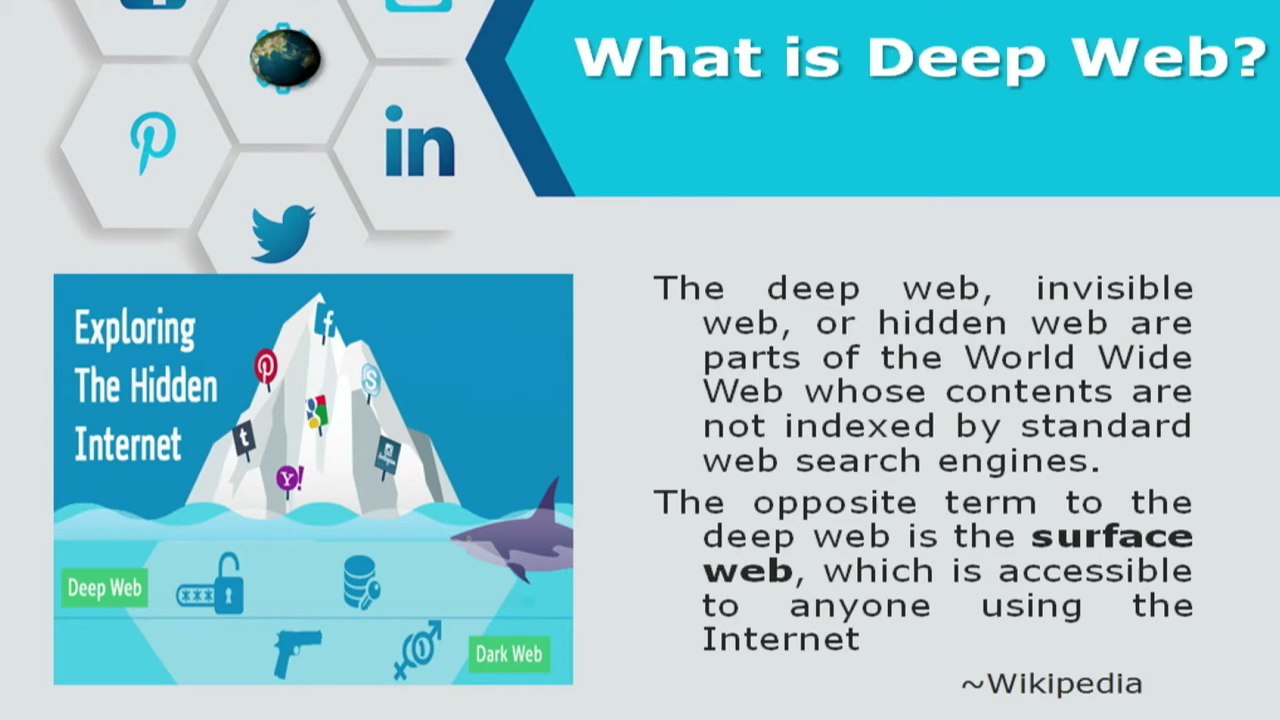 What is Deep Web?
in
Exploring
The Hidden
Internet
f
t
Y!
Deep Web
***
Dark Web
The deep web, invisible
web, or hidden web are
parts of the World Wide
Web whose contents are
not indexed by standard
web search engines.
The opposite term to the
deep web is the surface
web, which is accessible
to anyone using the
Internet
~Wikipedia